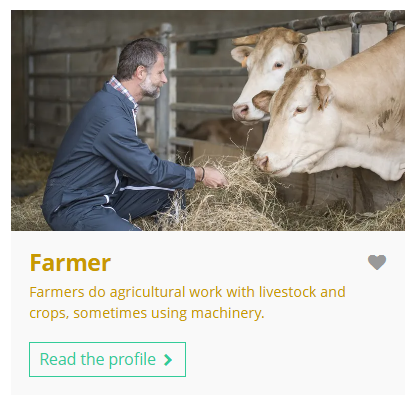 Farmer
Farmers do agricultural work with livestock and
crops, sometimes using machinery.
Read the profile